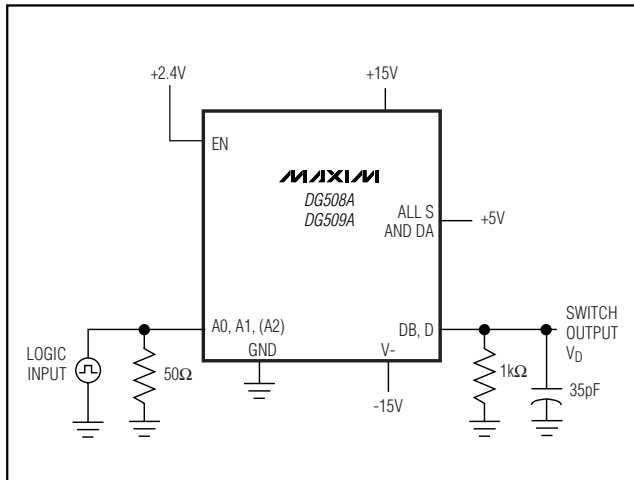 +2.4V
+15V
EN
MAXIM
DG508A
DG509A
ALL S
AND DA
+5V
A0, A1, (A2)
DB, D
SWITCH
OUTPUT
VD
LOGIC
INPUT
50Ω
GND
V-
1kΩ
35pF
-15V